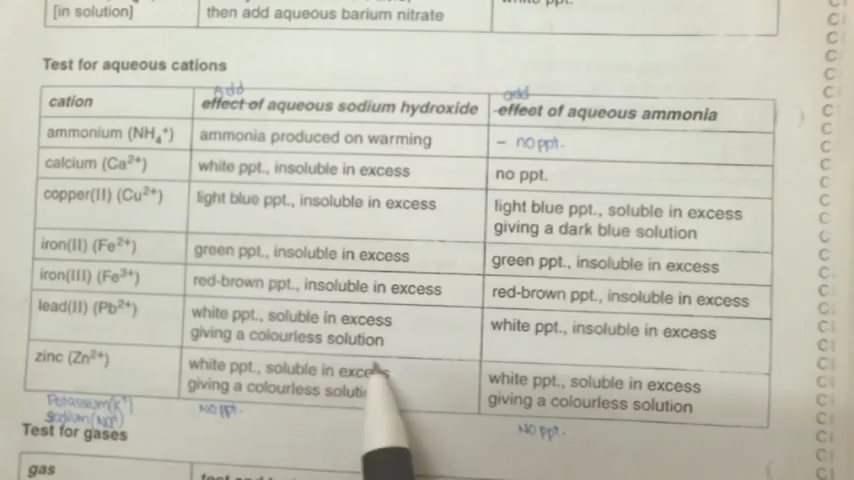 [in solution]
then add aqueous barium nitrate
white ppt.
Test for aqueous cations
Add
add
cation
effect of aqueous sodium hydroxide
effect of aqueous ammonia
ammonium (NH₄⁺)
ammonia produced on warming
– no ppt.
calcium (Ca²⁺)
white ppt., insoluble in excess
no ppt.
copper(II) (Cu²⁺)
light blue ppt., insoluble in excess
light blue ppt., soluble in excess
giving a dark blue solution
iron(II) (Fe²⁺)
green ppt., insoluble in excess
green ppt., insoluble in excess
iron(III) (Fe³⁺)
red-brown ppt., insoluble in excess
red-brown ppt., insoluble in excess
lead(II) (Pb²⁺)
white ppt., soluble in excess
giving a colourless solution
white ppt., insoluble in excess
zinc (Zn²⁺)
white ppt., soluble in excess
giving a colourless
white ppt., soluble in excess
giving a colourless solution
Potassium(K⁺)
Sodium(Na⁺)
No ppt.
No ppt.
Test for gases
gas